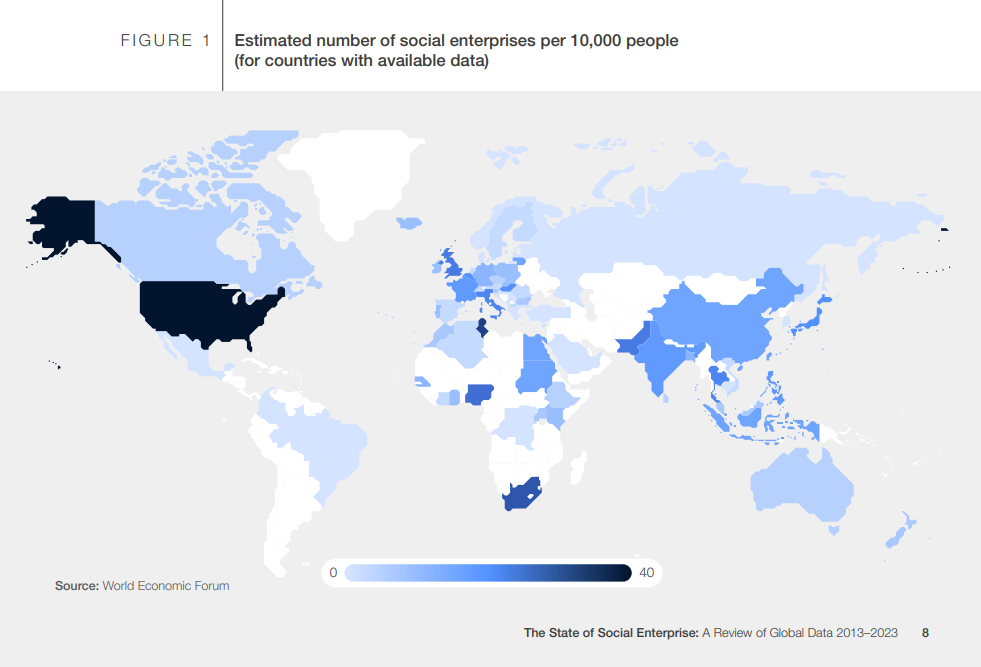 FIGURE 1
Estimated number of social enterprises per 10,000 people
(for countries with available data)
0
40
Source: World Economic Forum
The State of Social Enterprise: A Review of Global Data 2013–2023
8